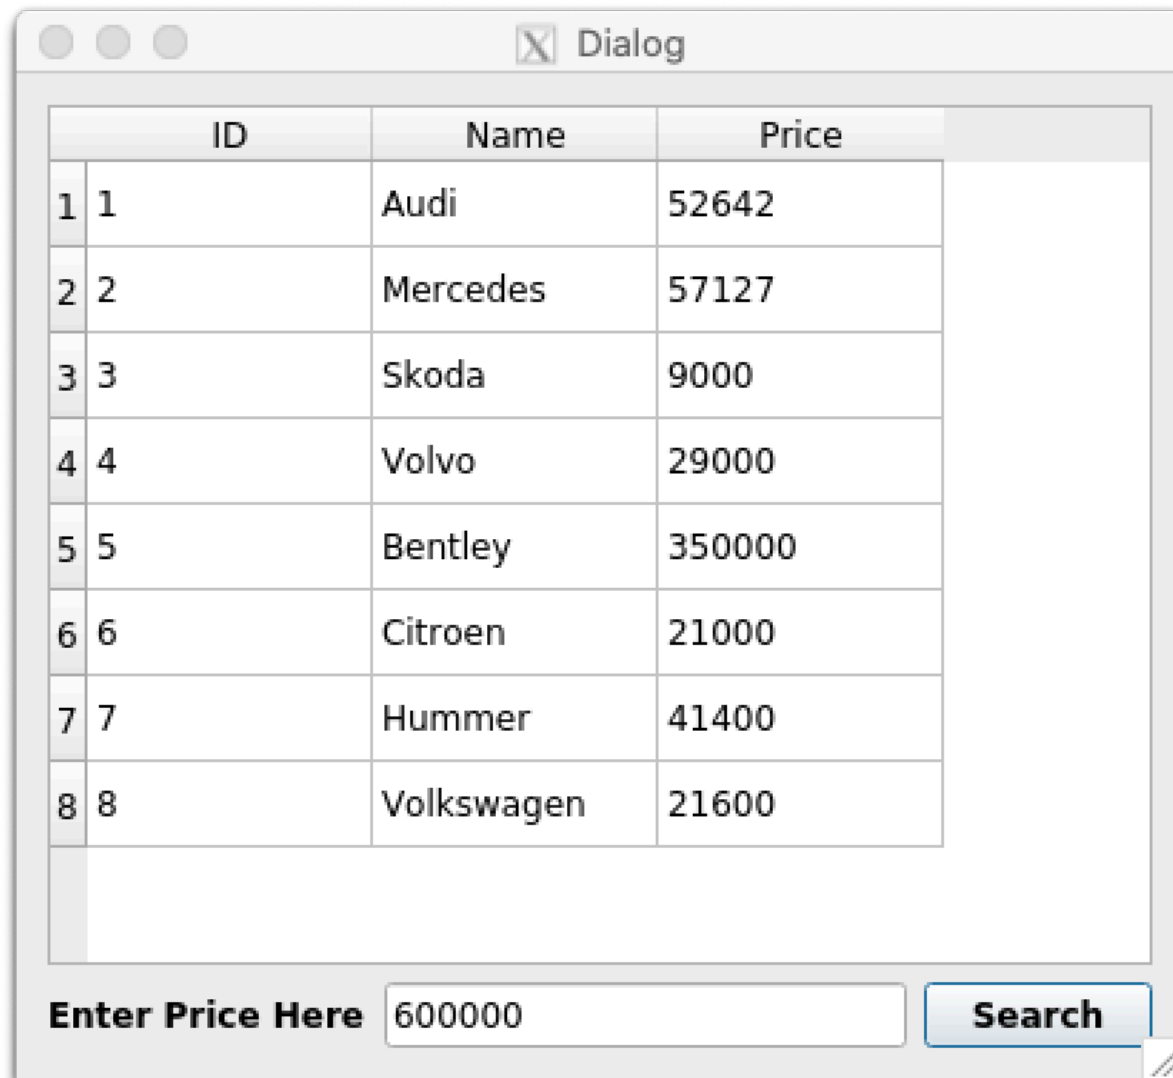 Dialog
ID Name Price
1 1 Audi 52642
2 2 Mercedes 57127
3 3 Skoda 9000
4 4 Volvo 29000
5 5 Bentley 350000
6 6 Citroen 21000
7 7 Hummer 41400
8 8 Volkswagen 21600
Enter Price Here 600000 Search